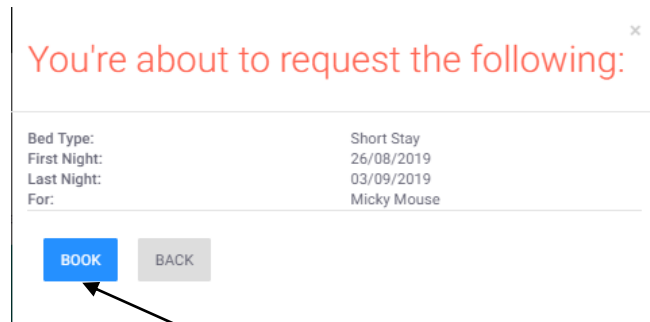 ×
You're about to request the following:
Bed Type: Short Stay
First Night: 26/08/2019
Last Night: 03/09/2019
For: Micky Mouse
BOOK BACK